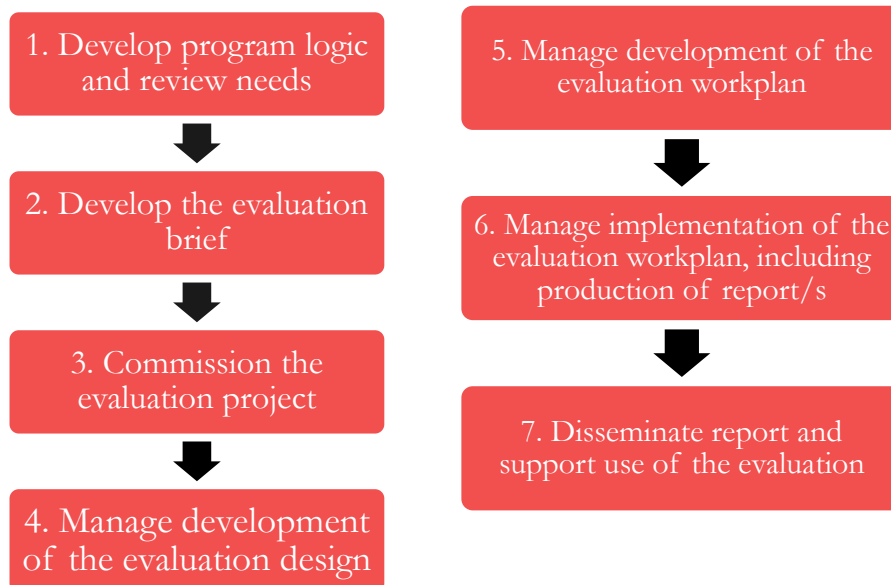 1. Develop program logic
and review needs
2. Develop the evaluation
brief
3. Commission the
evaluation project
4. Manage development
of the evaluation design
5. Manage development of the
evaluation workplan
6. Manage implementation of the
evaluation workplan, including
production of report/s
7. Disseminate report and
support use of the evaluation